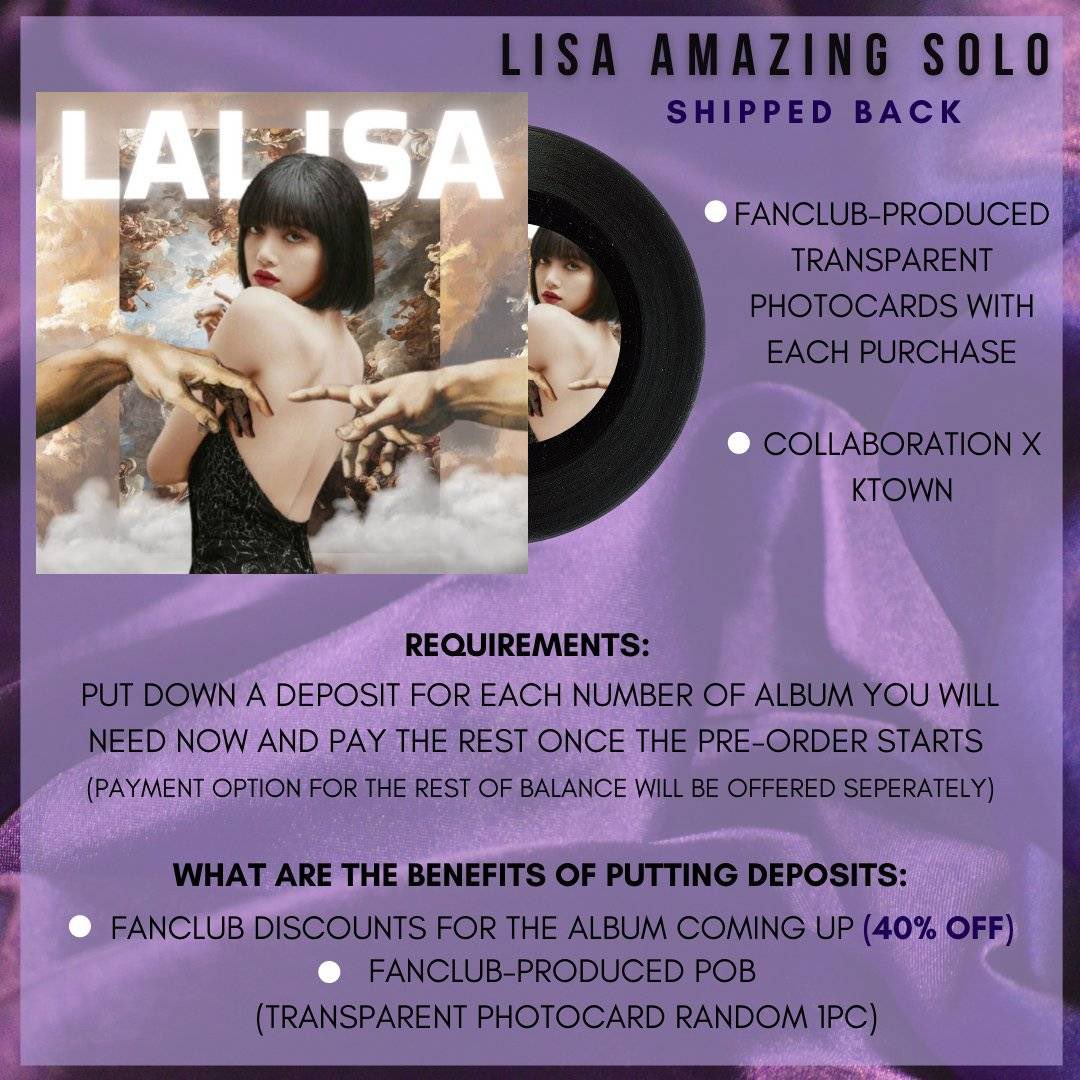 LISA AMAZING SOLO
SHIPPED BACK
LALISA
FANCLUB-PRODUCED
TRANSPARENT
PHOTOCARDS WITH
EACH PURCHASE
COLLABORATION X
KTOWN
REQUIREMENTS:
PUT DOWN A DEPOSIT FOR EACH NUMBER OF ALBUM YOU WILL
NEED NOW AND PAY THE REST ONCE THE PRE-ORDER STARTS
(PAYMENT OPTION FOR THE REST OF BALANCE WILL BE OFFERED SEPERATELY)
WHAT ARE THE BENEFITS OF PUTTING DEPOSITS:
FANCLUB DISCOUNTS FOR THE ALBUM COMING UP (40% OFF)
FANCLUB-PRODUCED POB
(TRANSPARENT PHOTOCARD RANDOM 1PC)